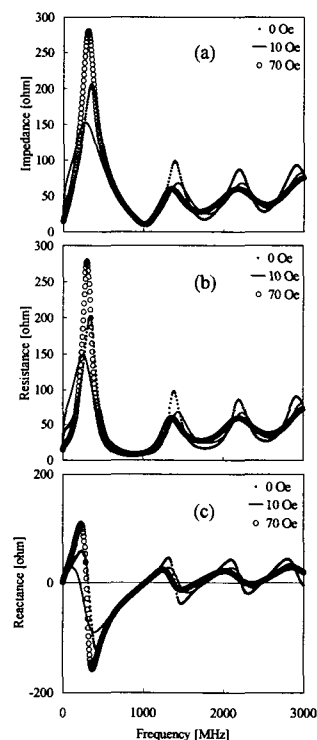 300
250
200
150
100
50
0
Impedance [ohm]
(a)
0 Oe
10 Oe
70 Oe
300
250
200
150
100
50
0
Resistance [ohm]
(b)
0 Oe
10 Oe
70 Oe
200
100
-200
Reactance [ohm]
(c)
0 Oe
10 Oe
70 Oe
0
1000
2000
3000
Frequency [MHz]